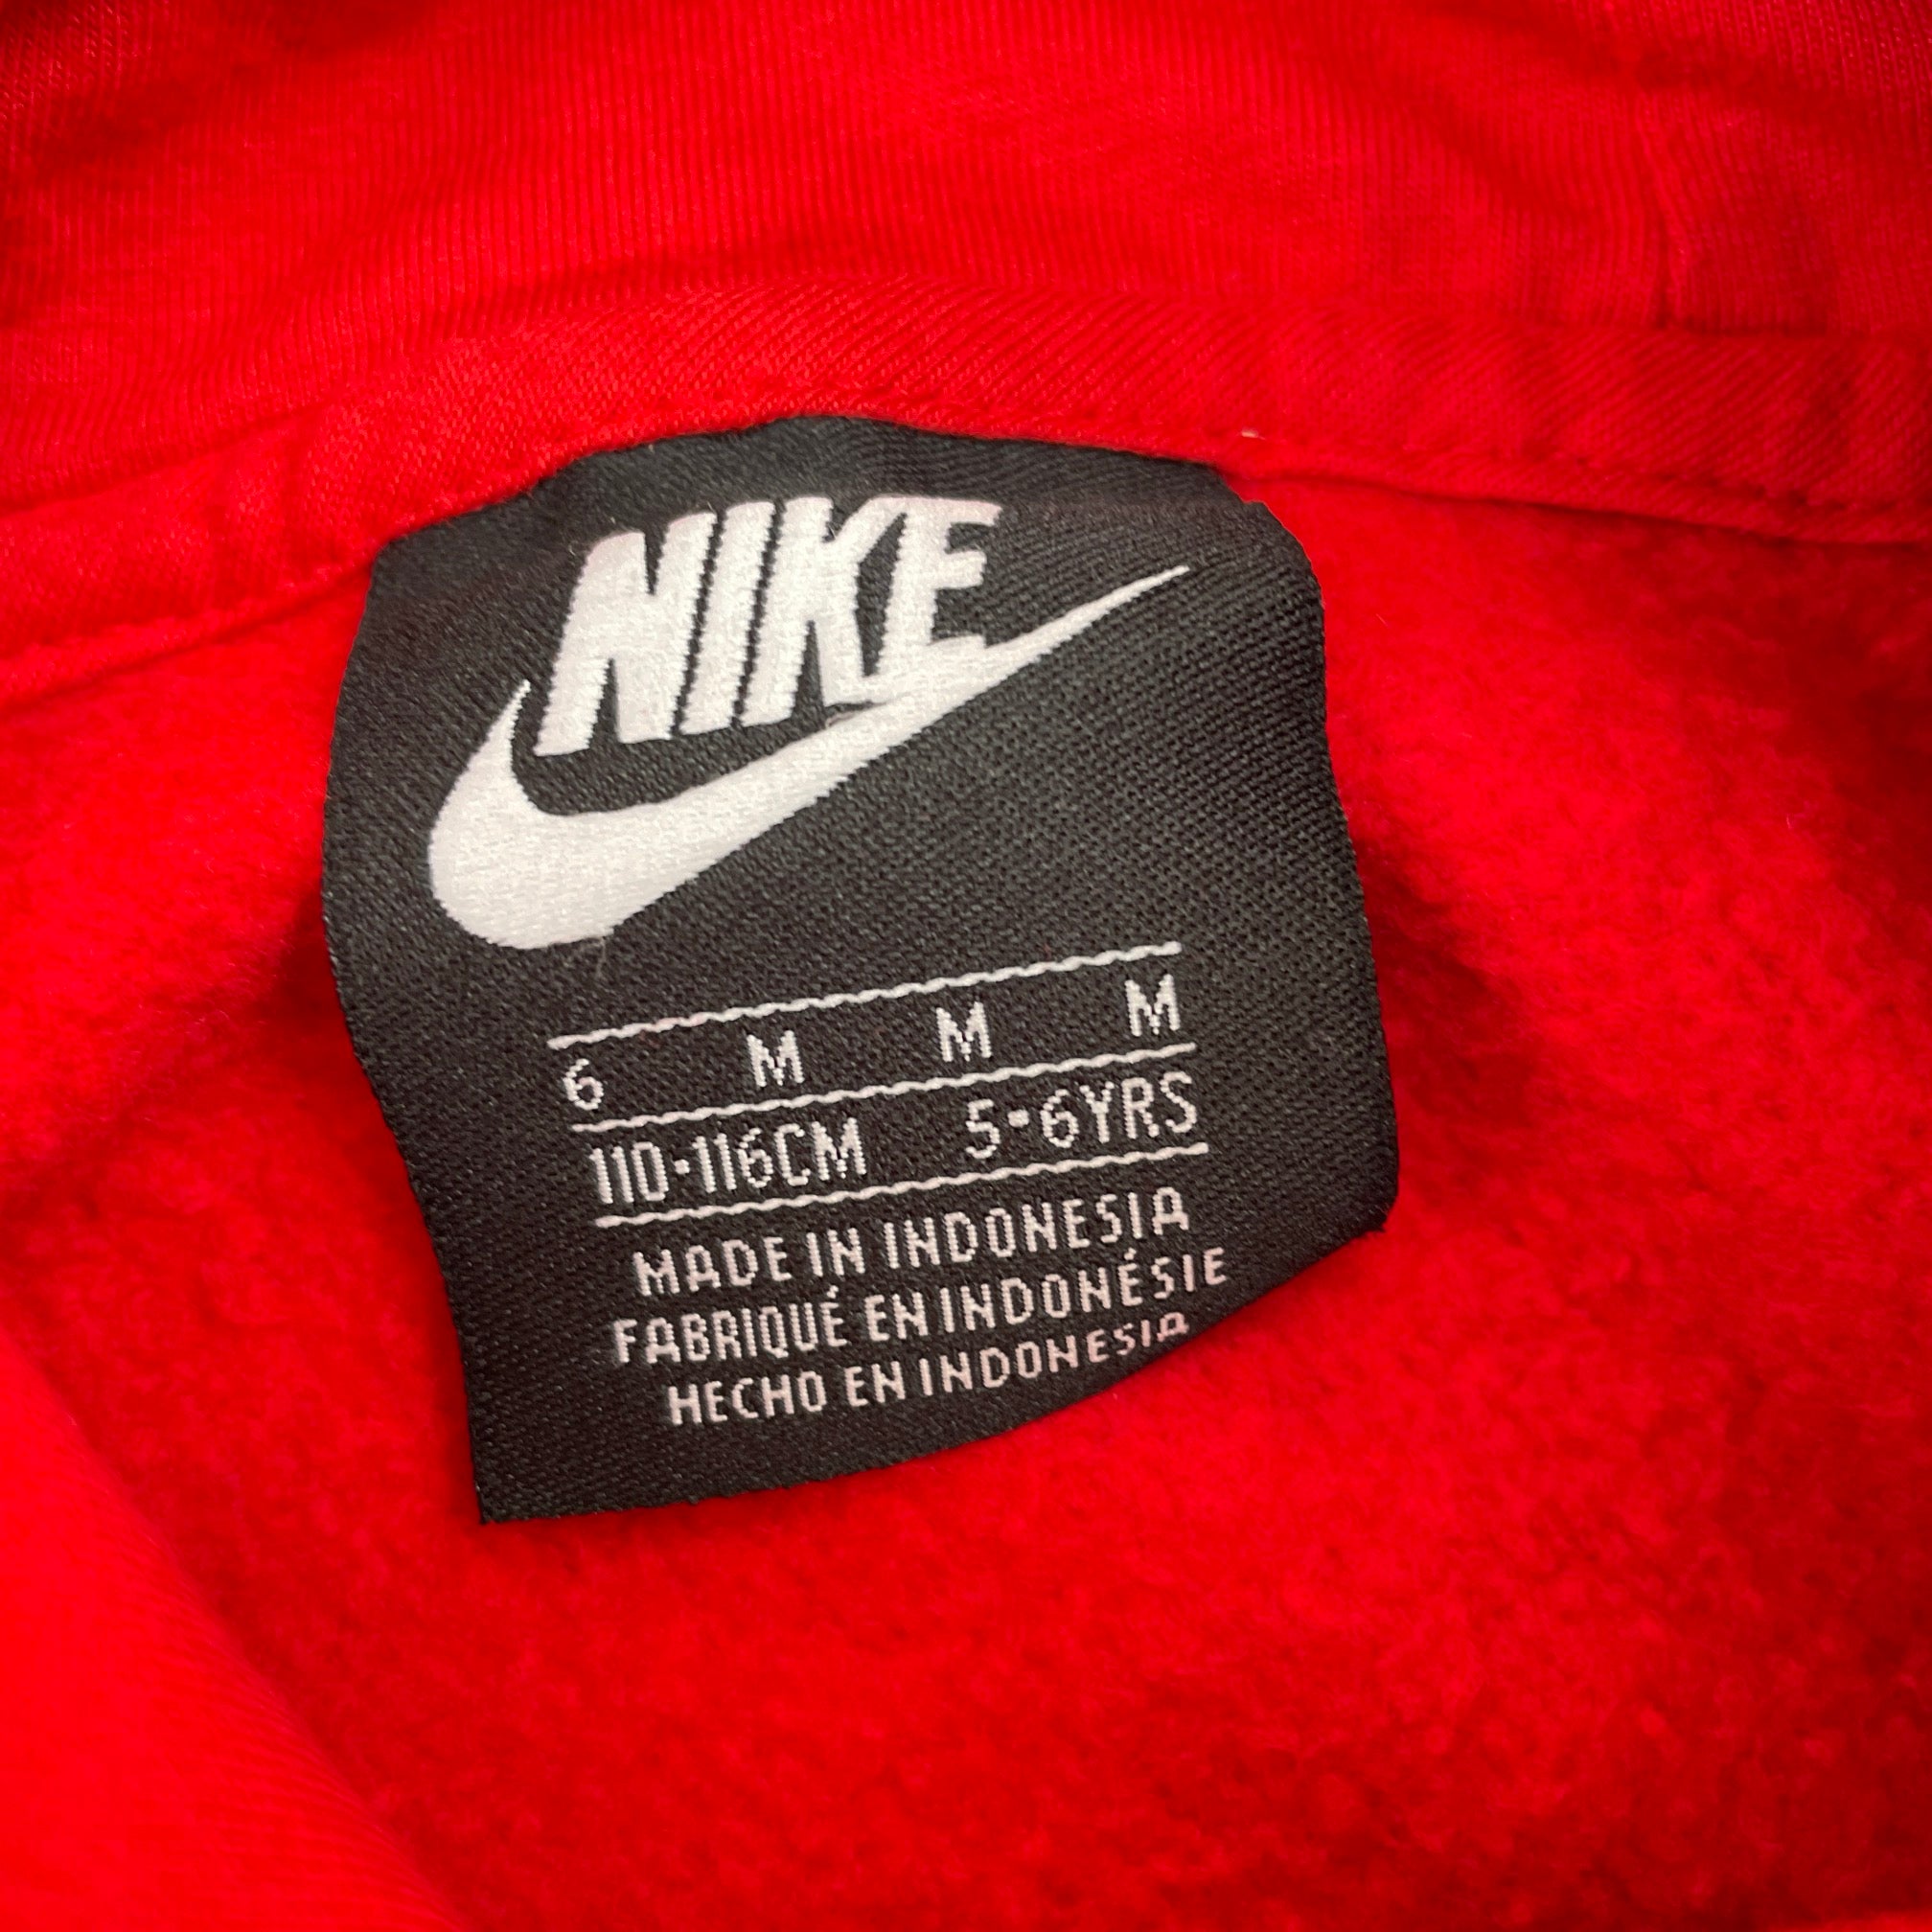 NIKE
6 M M M
110-116CM 5-6YRS
MADE IN INDONESIA
FABRIQUÉ EN INDONÉSIE
HECHO EN INDONESIA